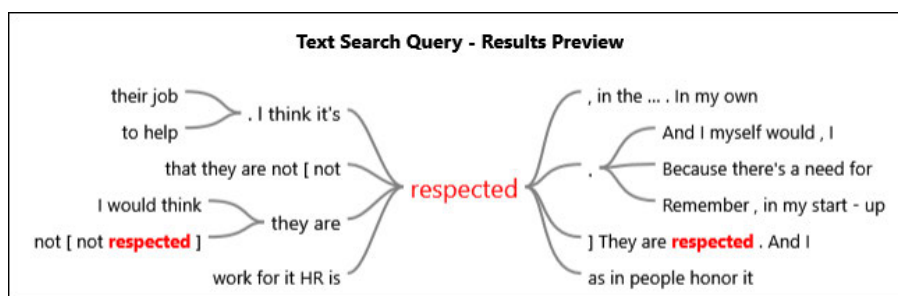 Text Search Query - Results Preview
their job
to help
. I think it's
that they are not [ not
I would think
not [ not respected ]
they are
work for it HR is
respected
, in the ... . In my own
.
And I myself would , I
Because there's a need for
Remember , in my start - up
] They are respected . And I
as in people honor it